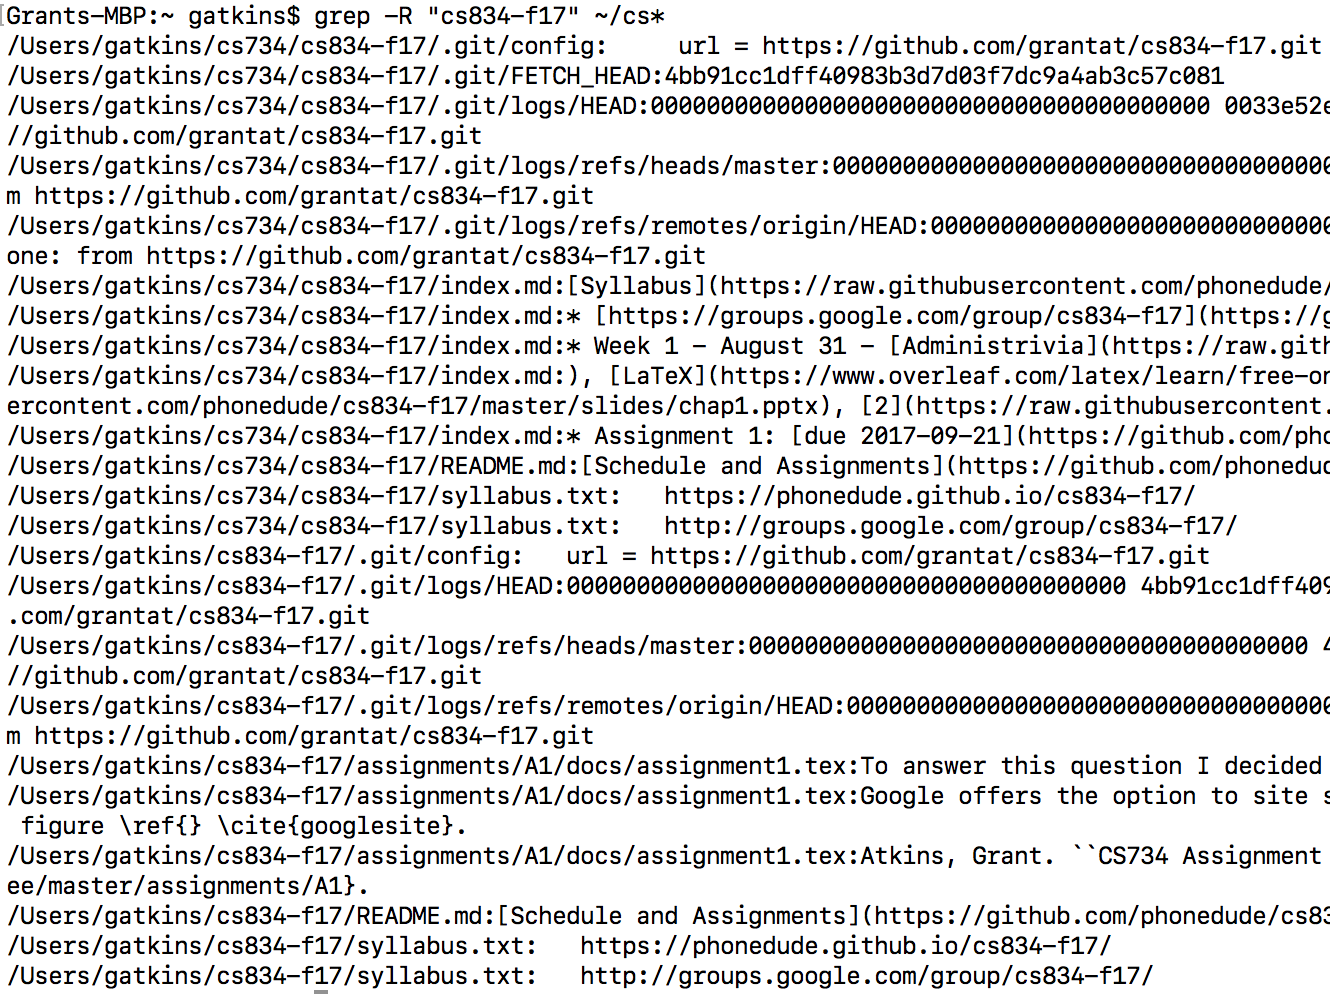 Grants-MBP:~ gatkins$ grep -R "cs834-f17" ~/cs*
/Users/gatkins/cs734/cs834-f17/.git/config:     url = https://github.com/grantat/cs834-f17.git
/Users/gatkins/cs734/cs834-f17/.git/FETCH_HEAD:4bb91cc1dff40983b3d7d03f7dc9a4ab3c57c081
/Users/gatkins/cs734/cs834-f17/.git/logs/HEAD:0000000000000000000000000000000000000000 0033e52e
//github.com/grantat/cs834-f17.git
/Users/gatkins/cs734/cs834-f17/.git/logs/refs/heads/master:000000000000000000000000000000000000
m https://github.com/grantat/cs834-f17.git
/Users/gatkins/cs734/cs834-f17/.git/logs/refs/remotes/origin/HEAD:00000000000000000000000000000
one: from https://github.com/grantat/cs834-f17.git
/Users/gatkins/cs734/cs834-f17/index.md:[Syllabus](https://raw.githubusercontent.com/phonedude/
/Users/gatkins/cs734/cs834-f17/index.md:* [https://groups.google.com/group/cs834-f17](https://g
/Users/gatkins/cs734/cs834-f17/index.md:* Week 1 - August 31 - [Administrivia](https://raw.gith
/Users/gatkins/cs734/cs834-f17/index.md:), [LaTeX](https://www.overleaf.com/latex/learn/free-on
ercontent.com/phonedude/cs834-f17/master/slides/chap1.pptx), [2](https://raw.githubusercontent.
/Users/gatkins/cs734/cs834-f17/index.md:* Assignment 1: [due 2017-09-21](https://github.com/pho
/Users/gatkins/cs734/cs834-f17/README.md:[Schedule and Assignments](https://github.com/phonedud
/Users/gatkins/cs734/cs834-f17/syllabus.txt:   https://phonedude.github.io/cs834-f17/
/Users/gatkins/cs734/cs834-f17/syllabus.txt:   http://groups.google.com/group/cs834-f17/
/Users/gatkins/cs834-f17/.git/config:   url = https://github.com/grantat/cs834-f17.git
/Users/gatkins/cs834-f17/.git/logs/HEAD:0000000000000000000000000000000000000000 4bb91cc1dff409
.com/grantat/cs834-f17.git
/Users/gatkins/cs834-f17/.git/logs/refs/heads/master:0000000000000000000000000000000000000000 4
//github.com/grantat/cs834-f17.git
/Users/gatkins/cs834-f17/.git/logs/refs/remotes/origin/HEAD:00000000000000000000000000000000000
m https://github.com/grantat/cs834-f17.git
/Users/gatkins/cs834-f17/assignments/A1/docs/assignment1.tex:To answer this question I decided
/Users/gatkins/cs834-f17/assignments/A1/docs/assignment1.tex:Google offers the option to site s
 figure \ref{} \cite{googlesite}.
/Users/gatkins/cs834-f17/assignments/A1/docs/assignment1.tex:Atkins, Grant. ``CS734 Assignment
ee/master/assignments/A1}.
/Users/gatkins/cs834-f17/README.md:[Schedule and Assignments](https://github.com/phonedude/cs83
/Users/gatkins/cs834-f17/syllabus.txt:   https://phonedude.github.io/cs834-f17/
/Users/gatkins/cs834-f17/syllabus.txt:   http://groups.google.com/group/cs834-f17/